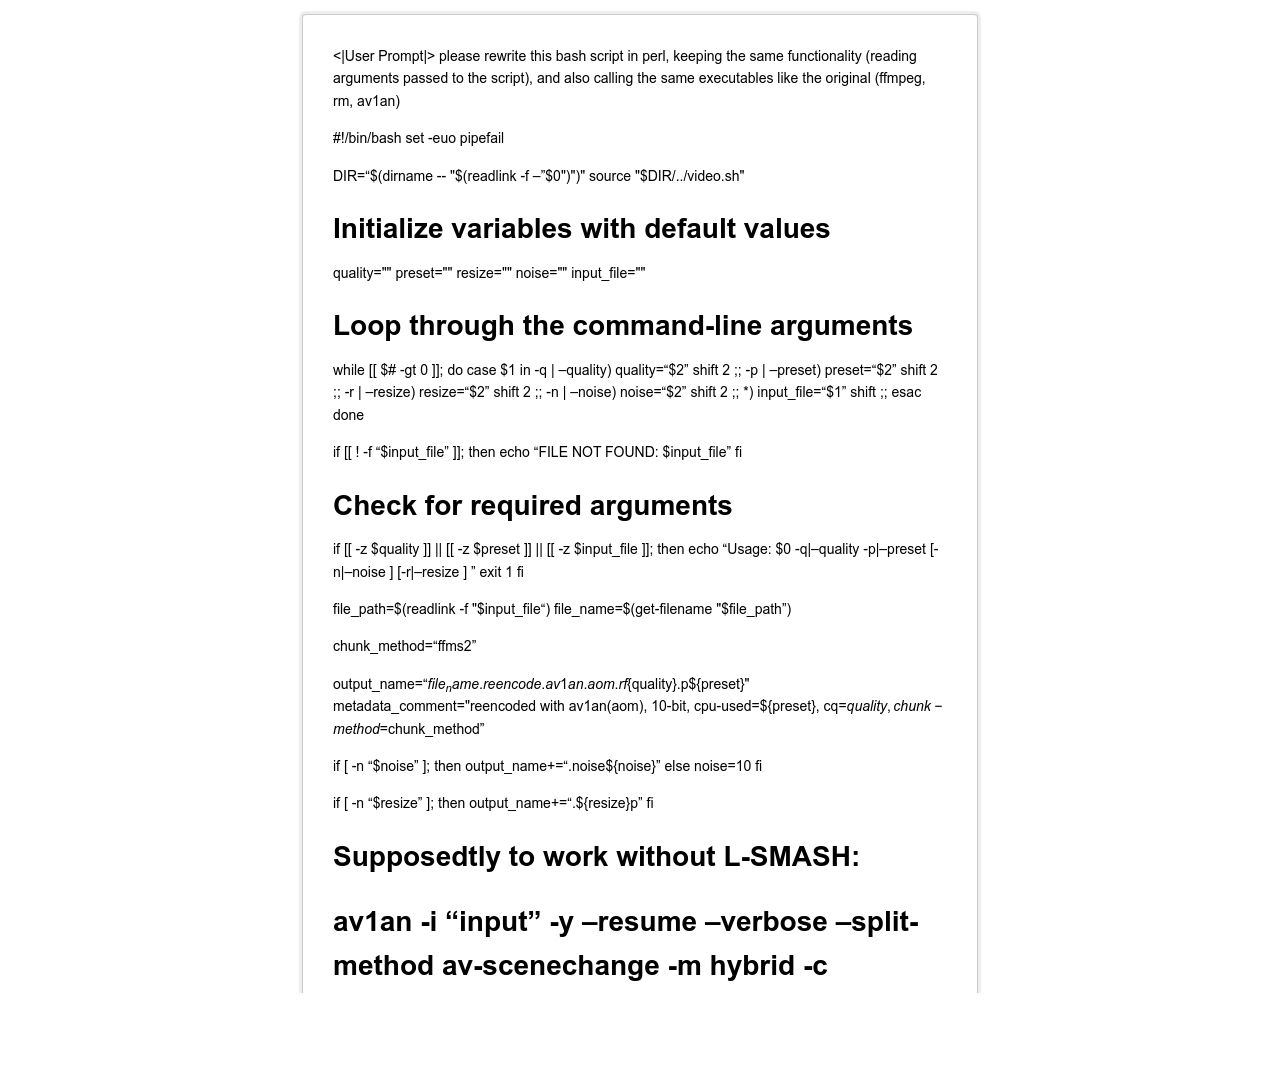 <|User Prompt|> please rewrite this bash script in perl, keeping the same functionality (reading
arguments passed to the script), and also calling the same executables like the original (ffmpeg,
rm, av1an)
#!/bin/bash set -euo pipefail
DIR=“$(dirname -- "$(readlink -f –”$0")")" source "$DIR/../video.sh"
Initialize variables with default values
quality="" preset="" resize="" noise="" input_file=""
Loop through the command-line arguments
while [[ $# -gt 0 ]]; do case $1 in -q | –quality) quality=“$2” shift 2 ;; -p | –preset) preset=“$2” shift 2
;; -r | –resize) resize=“$2” shift 2 ;; -n | –noise) noise=“$2” shift 2 ;; *) input_file=“$1” shift ;; esac
done
if [[ ! -f “$input_file” ]]; then echo “FILE NOT FOUND: $input_file” fi
Check for required arguments
if [[ -z $quality ]] || [[ -z $preset ]] || [[ -z $input_file ]]; then echo “Usage: $0 -q|–quality -p|–preset [-
n|–noise ] [-r|–resize ] ” exit 1 fi
file_path=$(readlink -f "$input_file“) file_name=$(get-filename "$file_path”)
chunk_method=“ffms2”
output_name=“file_name.reencode.av1an.aom.rf{quality}.p${preset}"
metadata_comment="reencoded with av1an(aom), 10-bit, cpu-used=${preset}, cq=quality, chunk −
method=chunk_method”
if [ -n “$noise” ]; then output_name+=“.noise${noise}” else noise=10 fi
if [ -n “$resize” ]; then output_name+=“.${resize}p” fi
Supposedtly to work without L-SMASH:
av1an -i “input” -y –resume –verbose –split-
method av-scenechange -m hybrid -c